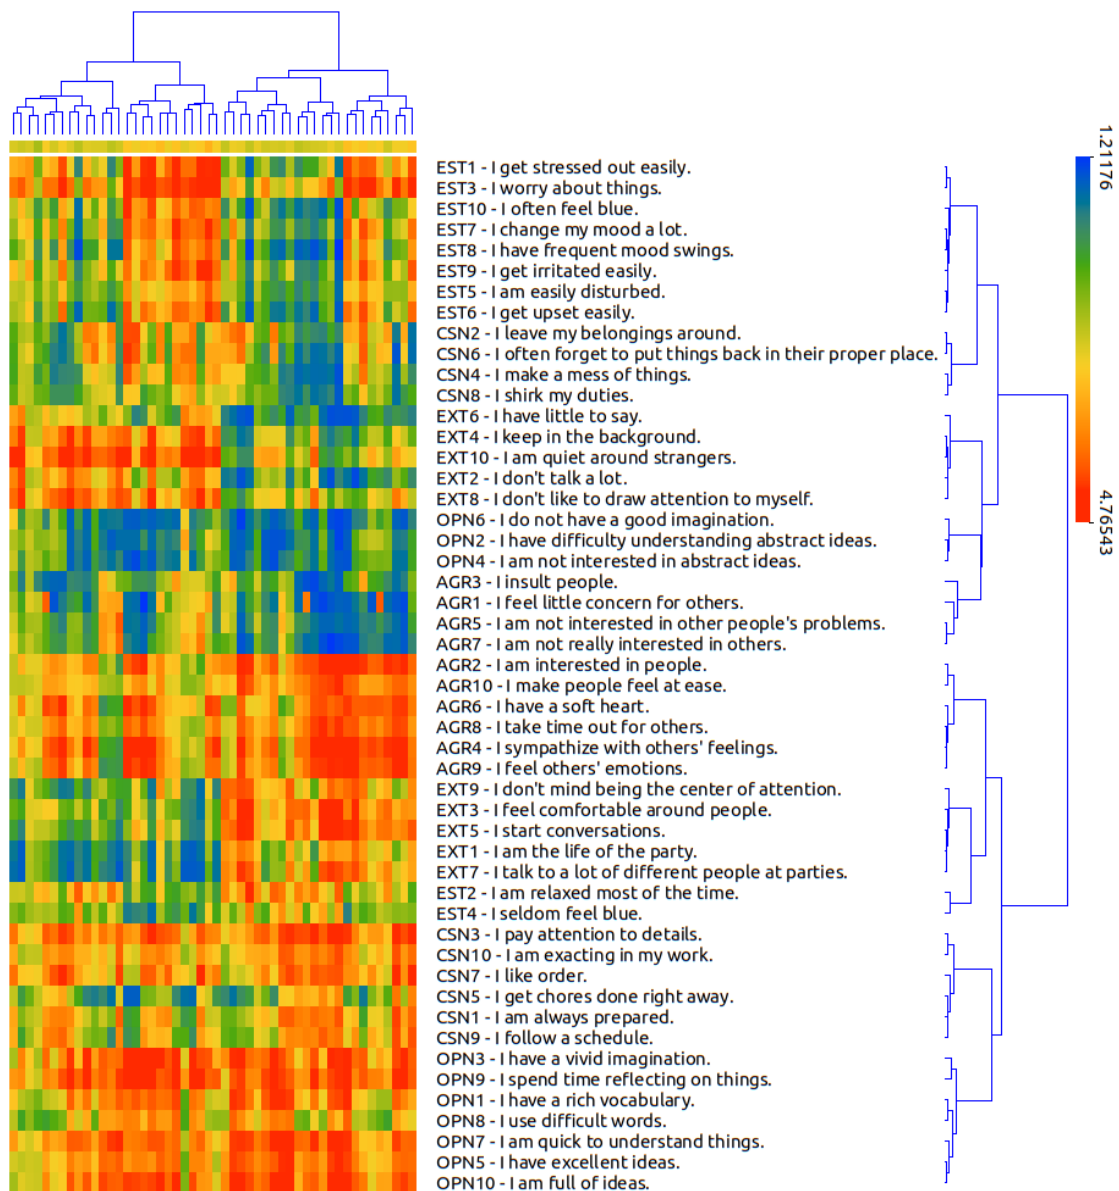 EST1 - I get stressed out easily.
EST3 - I worry about things.
EST10 - I often feel blue.
EST7 - I change my mood a lot.
EST8 - I have frequent mood swings.
EST9 - I get irritated easily.
EST5 - I am easily disturbed.
EST6 - I get upset easily.
CSN2 - I leave my belongings around.
CSN6 - I often forget to put things back in their proper place.
CSN4 - I make a mess of things.
CSN8 - I shirk my duties.
EXT6 - I have little to say.
EXT4 - I keep in the background.
EXT10 - I am quiet around strangers.
EXT2 - I don't talk a lot.
EXT8 - I don't like to draw attention to myself.
OPN6 - I do not have a good imagination.
OPN2 - I have difficulty understanding abstract ideas.
OPN4 - I am not interested in abstract ideas.
AGR3 - I insult people.
AGR1 - I feel little concern for others.
AGR5 - I am not interested in other people's problems.
AGR7 - I am not really interested in others.
AGR2 - I am interested in people.
AGR10 - I make people feel at ease.
AGR6 - I have a soft heart.
AGR8 - I take time out for others.
AGR4 - I sympathize with others' feelings.
AGR9 - I feel others' emotions.
EXT9 - I don't mind being the center of attention.
EXT3 - I feel comfortable around people.
EXT5 - I start conversations.
EXT1 - I am the life of the party.
EXT7 - I talk to a lot of different people at parties.
EST2 - I am relaxed most of the time.
EST4 - I seldom feel blue.
CSN3 - I pay attention to details.
CSN10 - I am exacting in my work.
CSN7 - I like order.
CSN5 - I get chores done right away.
CSN1 - I am always prepared.
CSN9 - I follow a schedule.
OPN3 - I have a vivid imagination.
OPN9 - I spend time reflecting on things.
OPN1 - I have a rich vocabulary.
OPN8 - I use difficult words.
OPN7 - I am quick to understand things.
OPN5 - I have excellent ideas.
OPN10 - I am full of ideas.
1.21176
4.76543